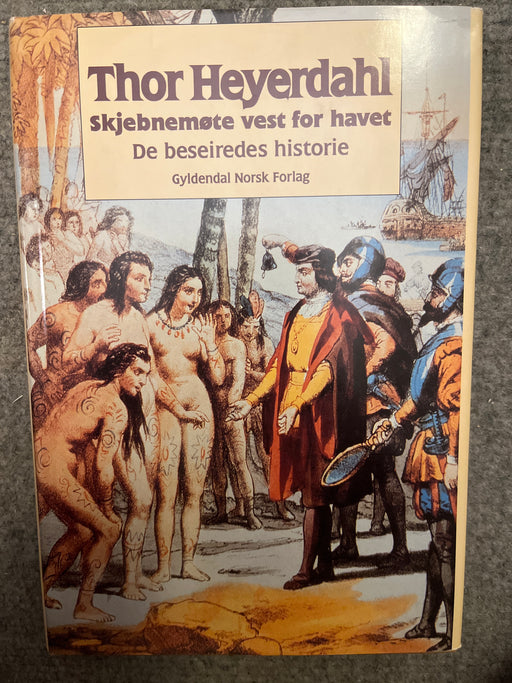 Thor Heyerdahl
Skjebnemøte vest for havet
De beseiredes historie
Gyldendal Norsk Forlag